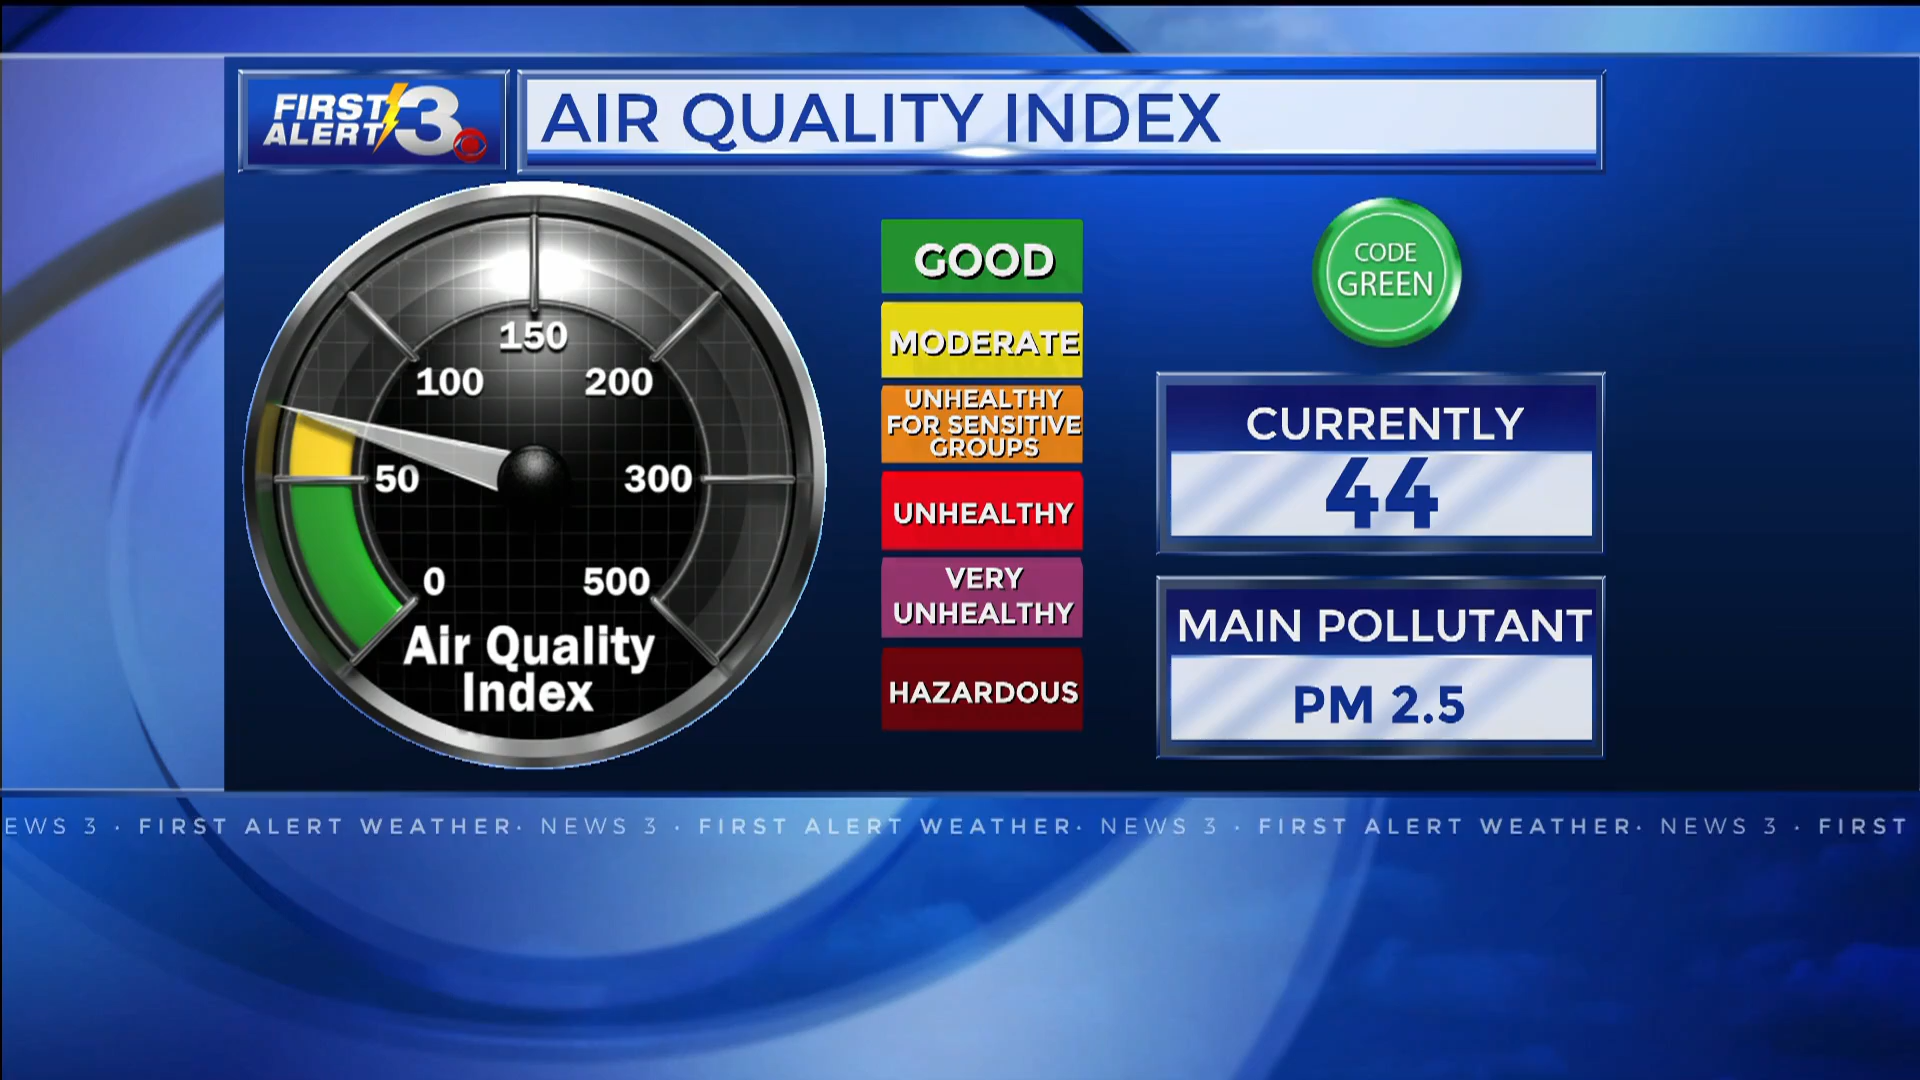 FIRST
ALERT 3
AIR QUALITY INDEX
150
100
200
50
300
0
500
Air Quality
Index
GOOD
MODERATE
UNHEALTHY
FOR SENSITIVE
GROUPS
UNHEALTHY
VERY
UNHEALTHY
HAZARDOUS
CODE
GREEN
CURRENTLY
44
MAIN POLLUTANT
PM 2.5
EWS 3 · FIRST ALERT WEATHER· NEWS 3 · FIRST ALERT WEATHER· NEWS 3 · FIRST ALERT WEATHER· NEWS 3 · FIRST